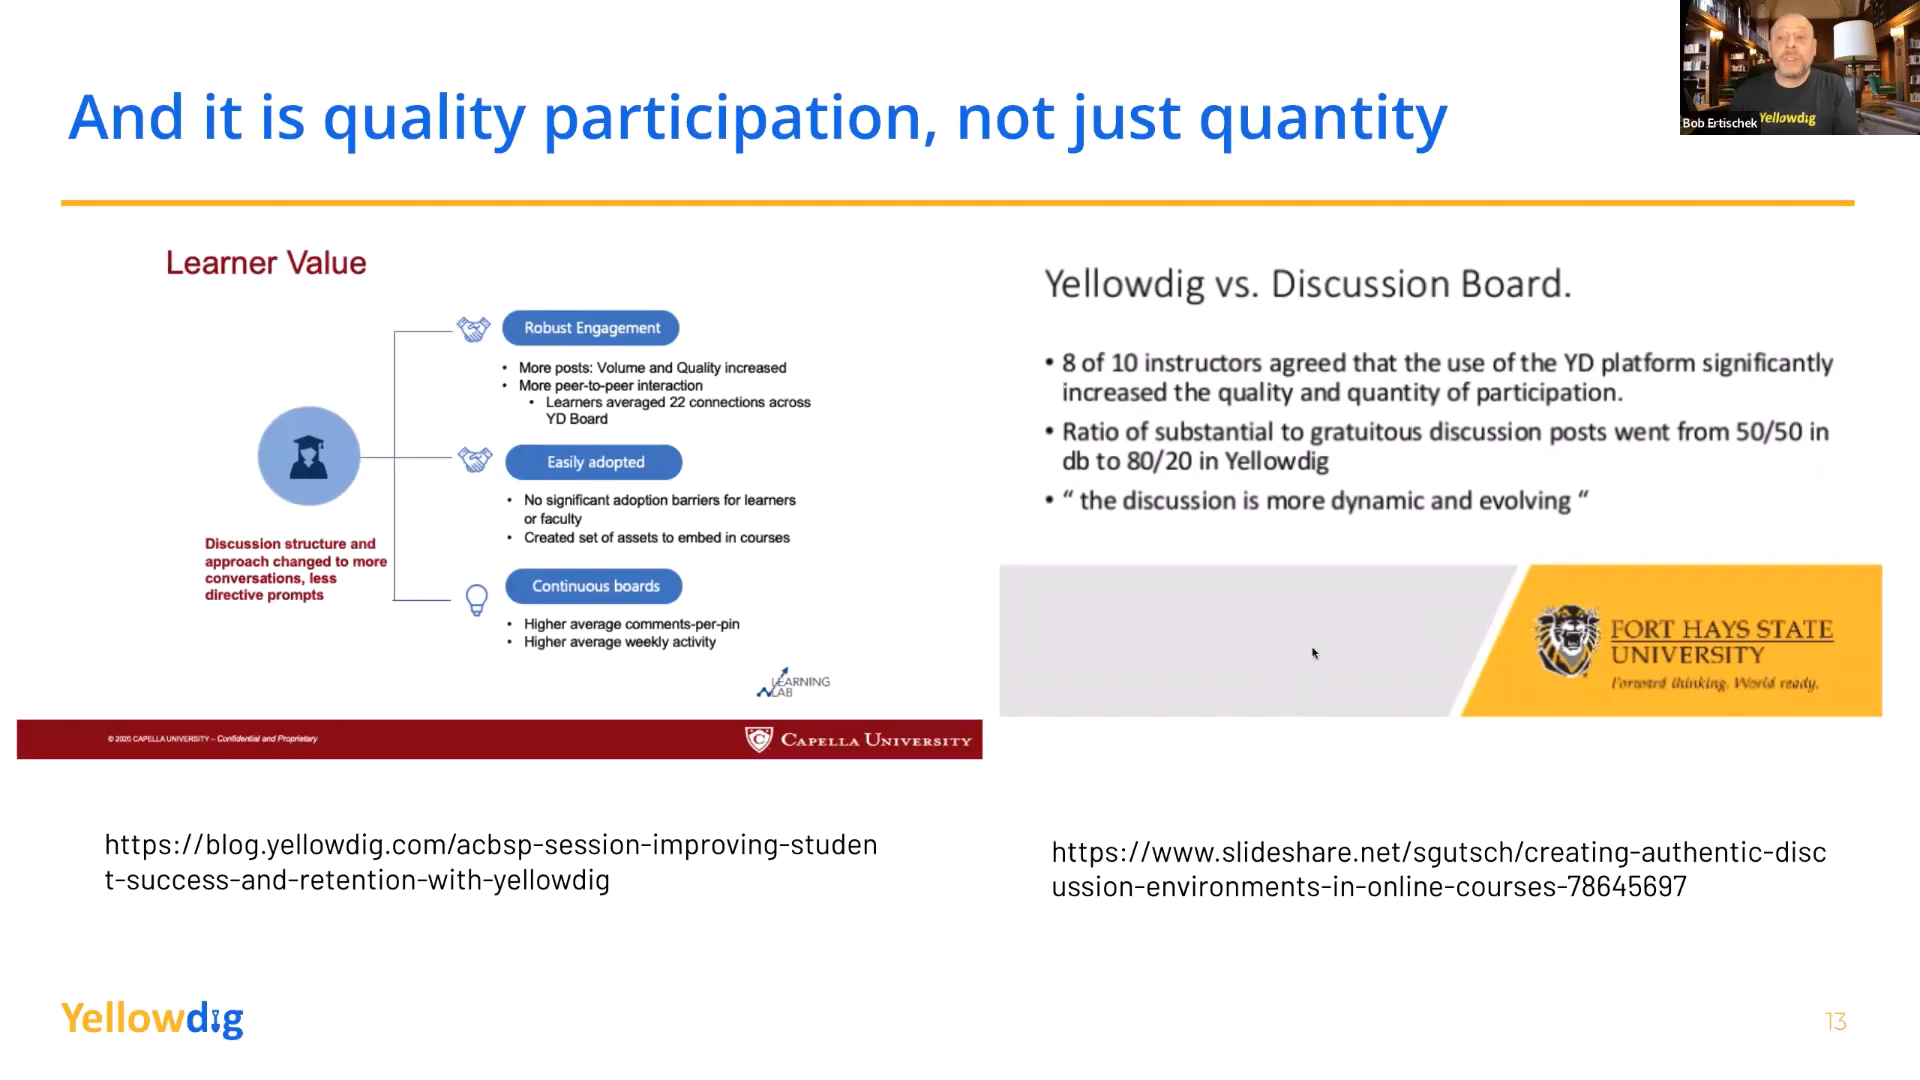 And it is quality participation, not just quantity
Bob Ertischek
Yellowdig
Learner Value
Robust Engagement
• More posts: Volume and Quality increased
• More peer-to-peer interaction
• Learners averaged 22 connections across
YD Board
Easily adopted
• No significant adoption barriers for learners
or faculty
• Created set of assets to embed in courses
Discussion structure and
approach changed to more
conversations, less
directive prompts
Continuous boards
• Higher average comments-per-pin
• Higher average weekly activity
LEARNING
LAB
© 2020 CAPELLA UNIVERSITY – Confidential and Proprietary
CAPELLA UNIVERSITY
Yellowdig vs. Discussion Board.
• 8 of 10 instructors agreed that the use of the YD platform significantly
increased the quality and quantity of participation.
• Ratio of substantial to gratuitous discussion posts went from 50/50 in
db to 80/20 in Yellowdig
• “ the discussion is more dynamic and evolving “
FORT HAYS STATE
UNIVERSITY
Forward thinking. World ready.
https://blog.yellowdig.com/acbsp-session-improving-studen
t-success-and-retention-with-yellowdig
https://www.slideshare.net/sgutsch/creating-authentic-disc
ussion-environments-in-online-courses-78645697
Yellowdig
13